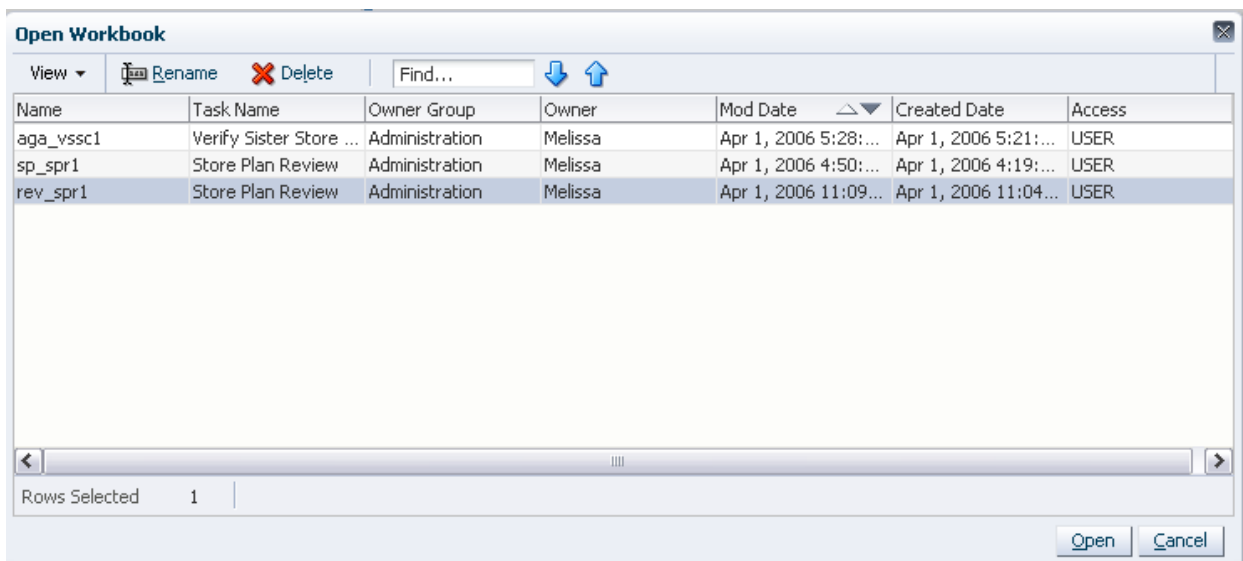 Open Workbook
View Rename Delete Find...
Name Task Name Owner Group Owner Mod Date Created Date Access
aga_vssc1 Verify Sister Store ... Administration Melissa Apr 1, 2006 5:28:... Apr 1, 2006 5:21:... USER
sp_spr1 Store Plan Review Administration Melissa Apr 1, 2006 4:50:... Apr 1, 2006 4:19:... USER
rev_spr1 Store Plan Review Administration Melissa Apr 1, 2006 11:09... Apr 1, 2006 11:04... USER
Rows Selected 1
Open Cancel